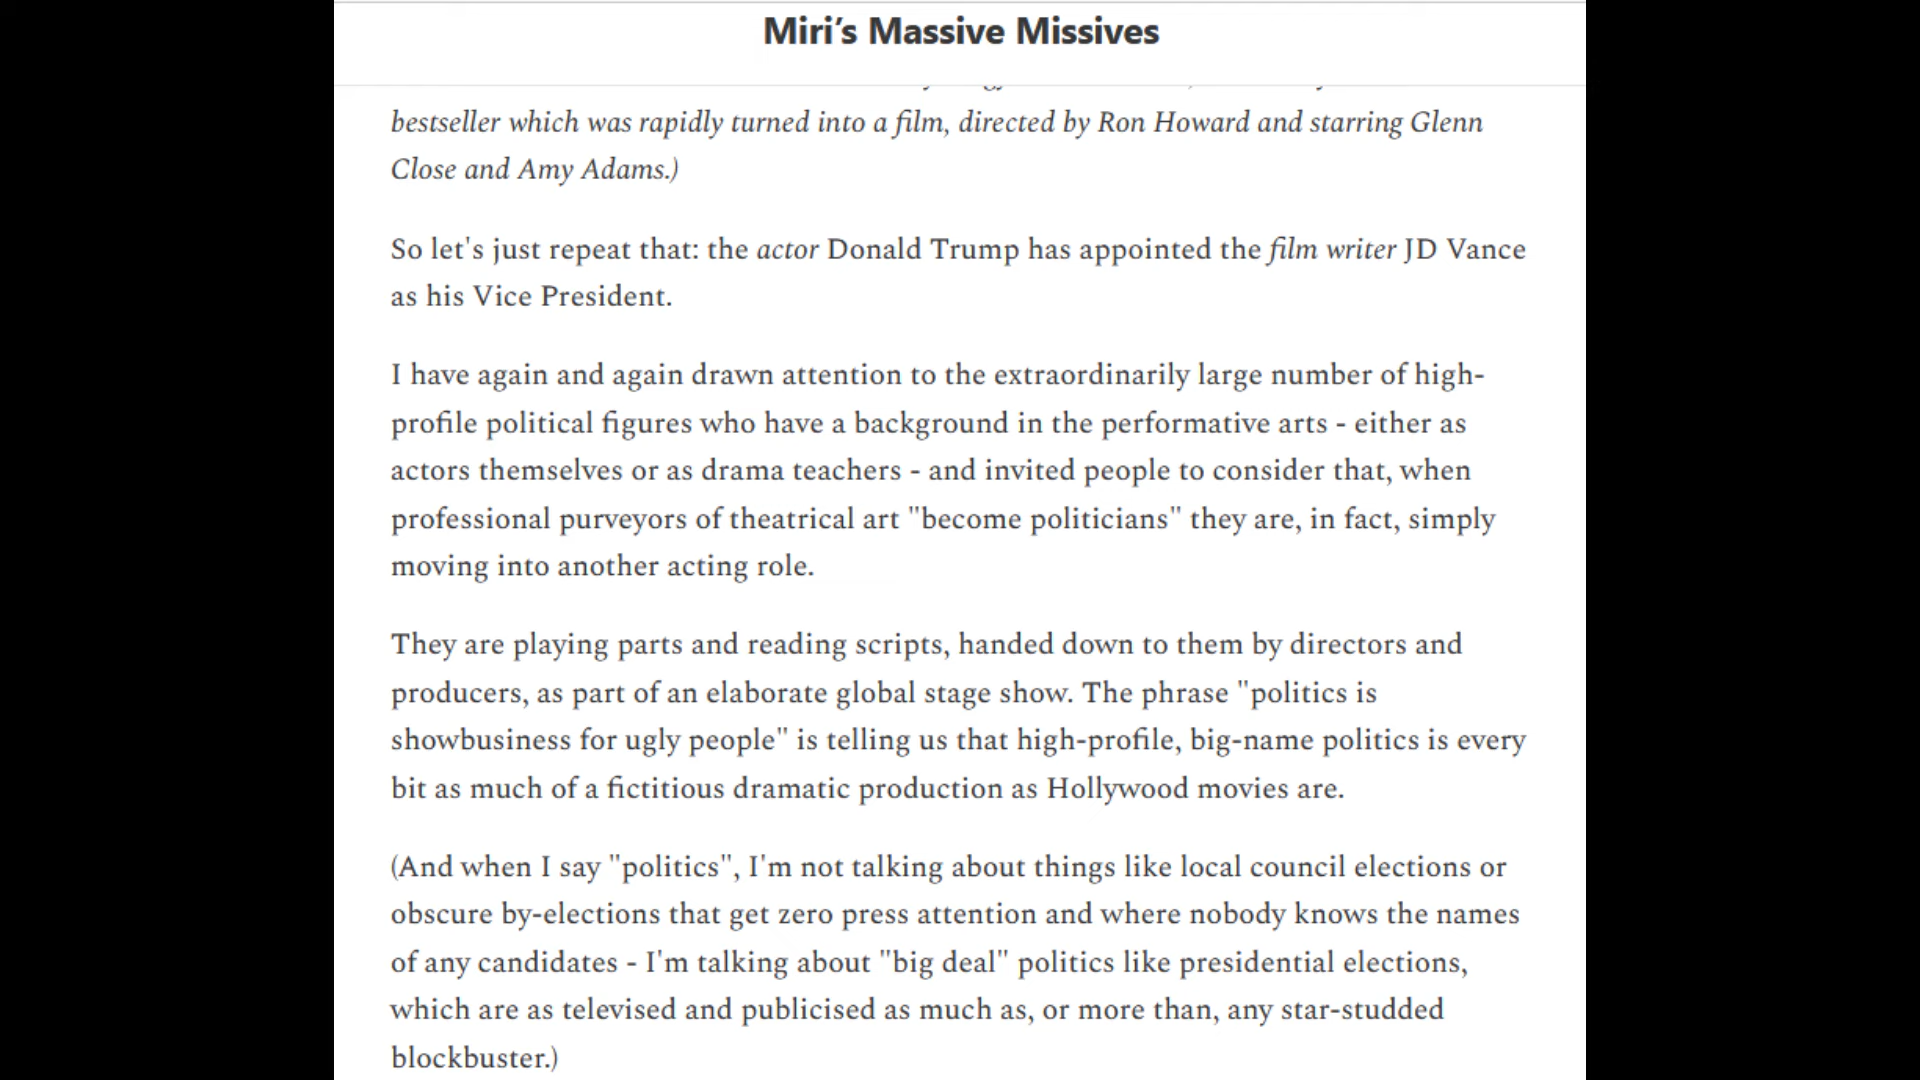 Miri’s Massive Missives
bestseller which was rapidly turned into a film, directed by Ron Howard and starring Glenn
Close and Amy Adams.)
So let's just repeat that: the actor Donald Trump has appointed the film writer JD Vance
as his Vice President.
I have again and again drawn attention to the extraordinarily large number of high-
profile political figures who have a background in the performative arts - either as
actors themselves or as drama teachers - and invited people to consider that, when
professional purveyors of theatrical art "become politicians" they are, in fact, simply
moving into another acting role.
They are playing parts and reading scripts, handed down to them by directors and
producers, as part of an elaborate global stage show. The phrase "politics is
showbusiness for ugly people" is telling us that high-profile, big-name politics is every
bit as much of a fictitious dramatic production as Hollywood movies are.
(And when I say "politics", I'm not talking about things like local council elections or
obscure by-elections that get zero press attention and where nobody knows the names
of any candidates - I'm talking about "big deal" politics like presidential elections,
which are as televised and publicised as much as, or more than, any star-studded
blockbuster.)